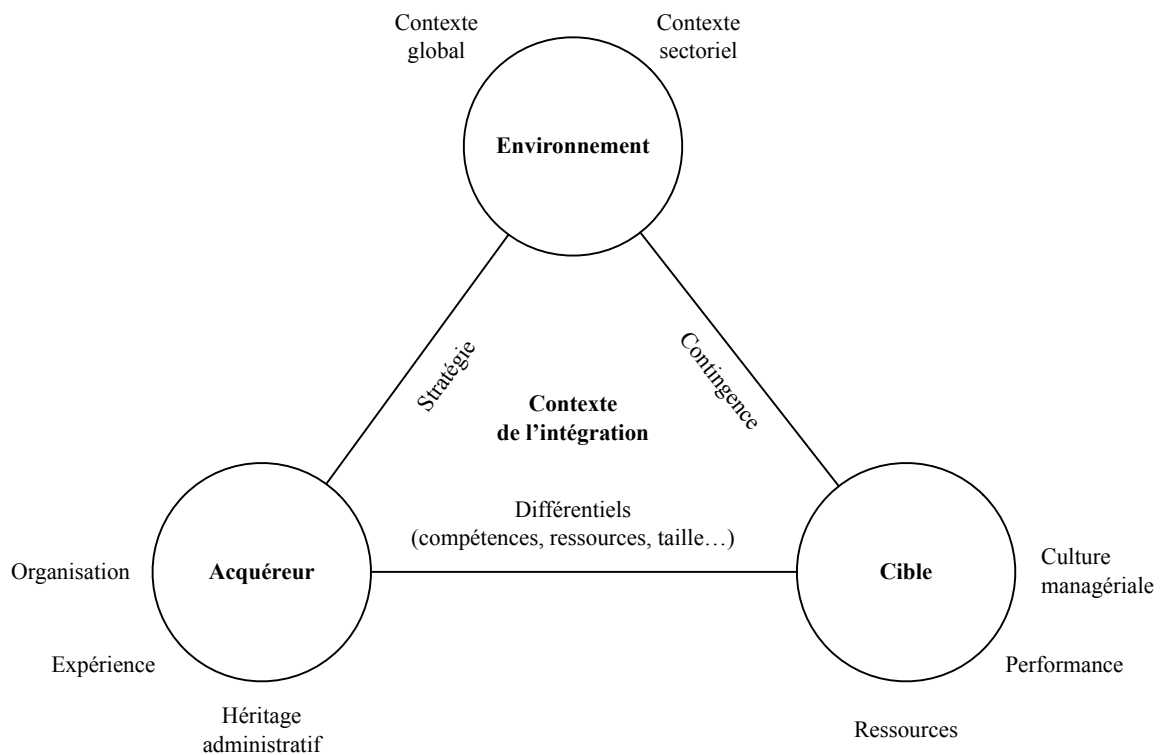 Contexte
global
Contexte
sectoriel
Environnement
Stratégie
Contingence
Contexte
de l’intégration
Différentiels
(compétences, ressources, taille…)
Organisation
Acquéreur
Cible
Culture
managériale
Expérience
Performance
Héritage
administratif
Ressources